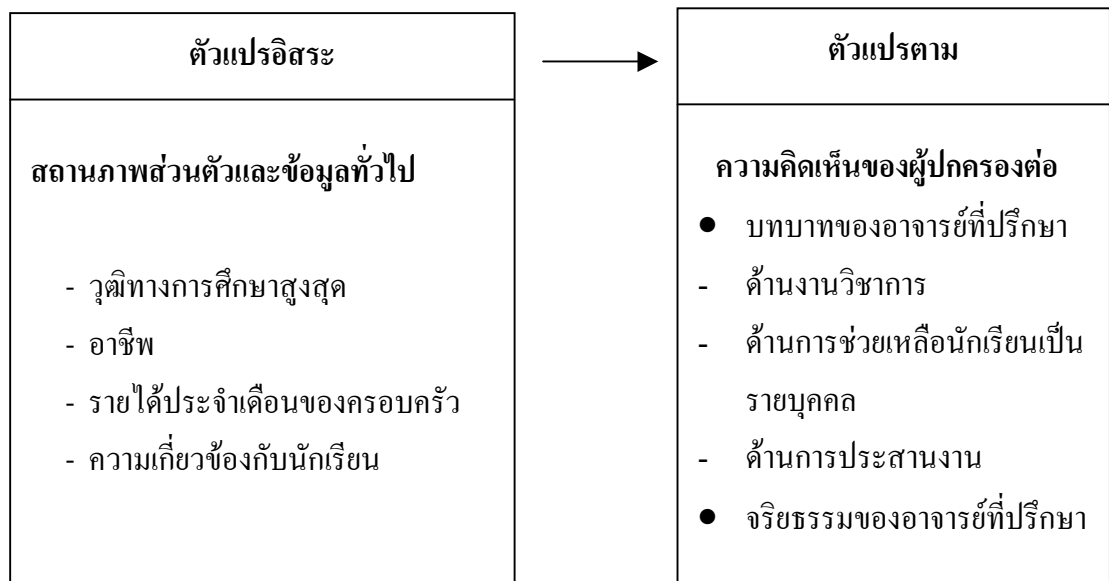 ตัวแปรอิสระ
สถานภาพส่วนตัวและข้อมูลทั่วไป
- วุฒิทางการศึกษาสูงสุด
- อาชีพ
- รายได้ประจำเดือนของครอบครัว
- ความเกี่ยวข้องกับนักเรียน
ตัวแปรตาม
ความคิดเห็นของผู้ปกครองต่อ
● บทบาทของอาจารย์ที่ปรึกษา
- ด้านงานวิชาการ
- ด้านการช่วยเหลือนักเรียนเป็น
รายบุคคล
- ด้านการประสานงาน
● จริยธรรมของอาจารย์ที่ปรึกษา